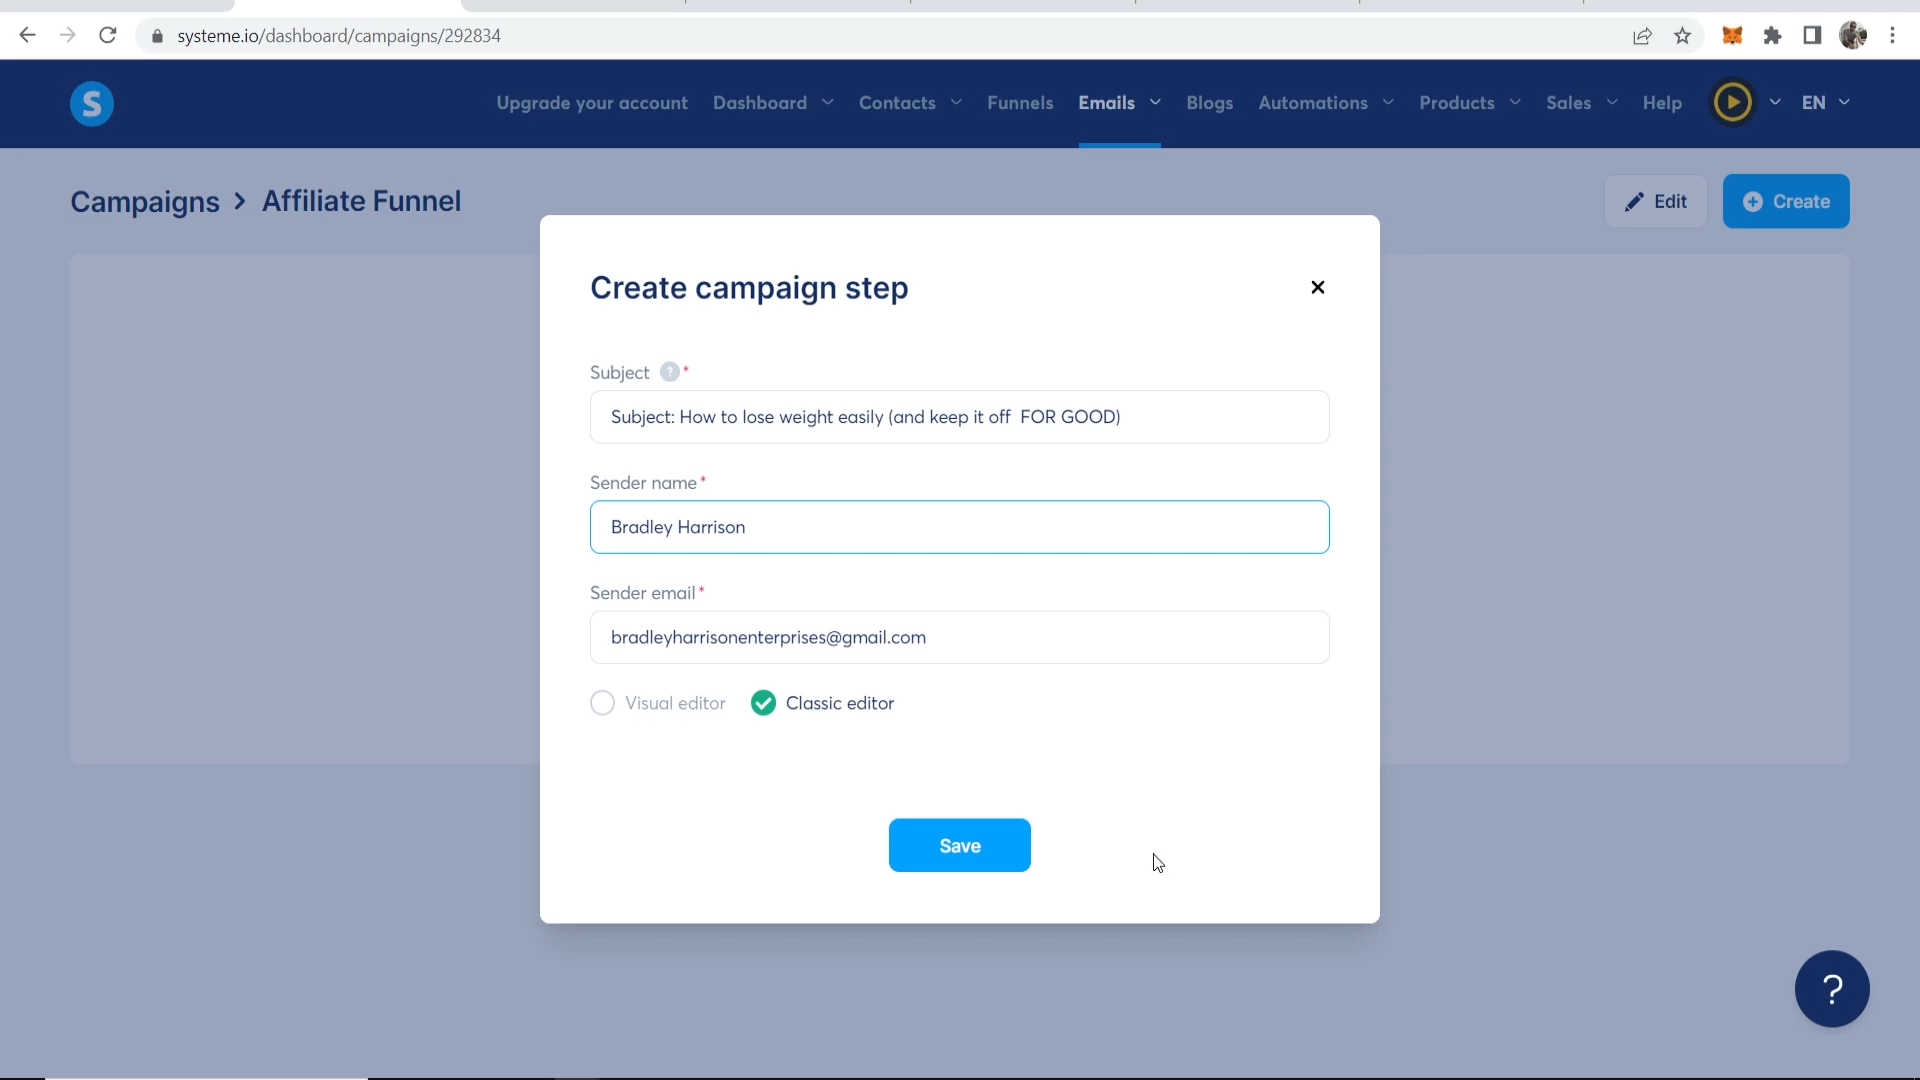 systeme.io/dashboard/campaigns/292834
S
Upgrade your account Dashboard Contacts Funnels Emails Blogs Automations Products Sales Help EN
Campaigns > Affiliate Funnel
Edit
Create
Create campaign step
Subject ? *
Subject: How to lose weight easily (and keep it off  FOR GOOD)
Sender name *
Bradley Harrison
Sender email *
bradleyharrisonenterprises@gmail.com
Visual editor Classic editor
Save
?